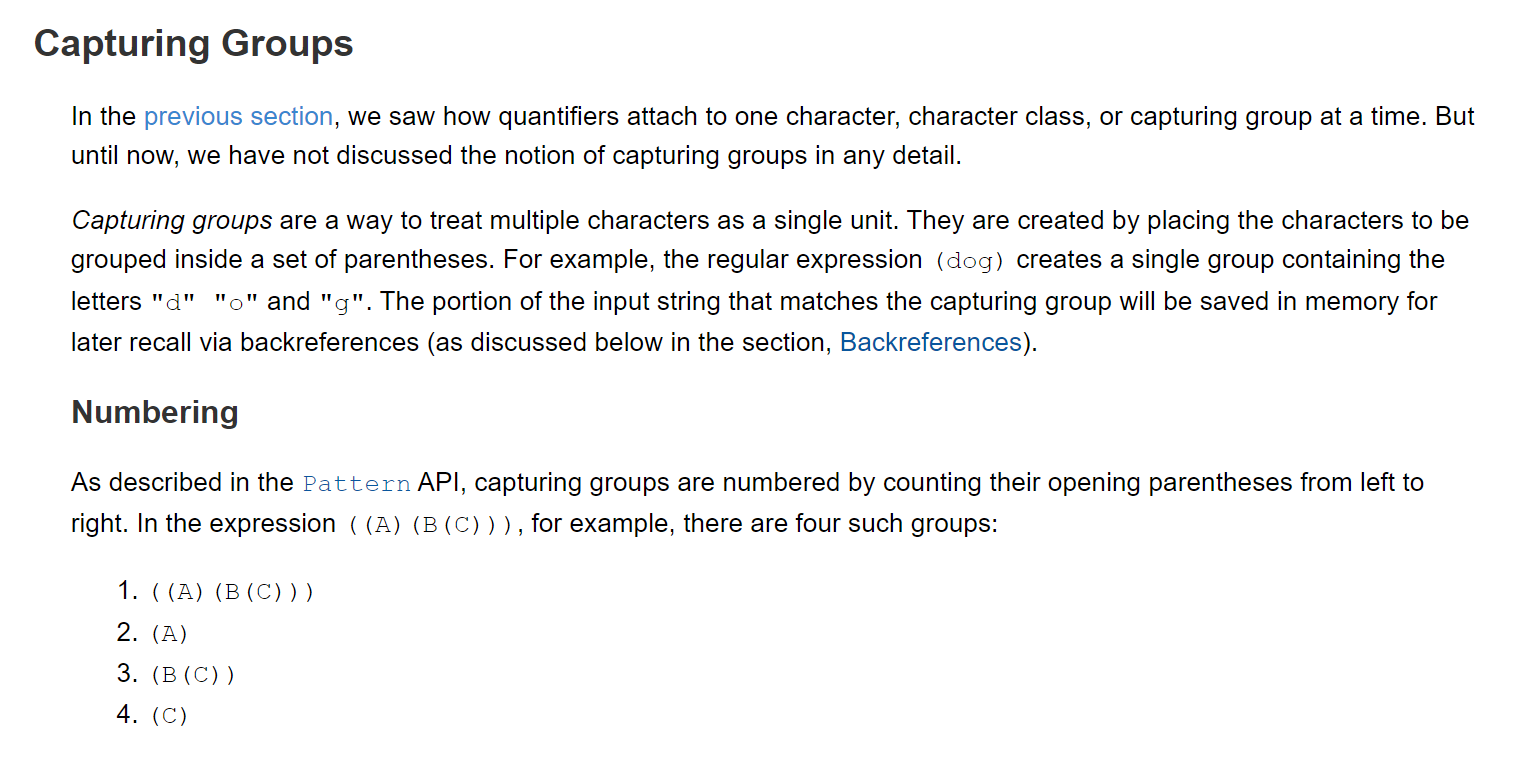 Capturing Groups
In the previous section, we saw how quantifiers attach to one character, character class, or capturing group at a time. But
until now, we have not discussed the notion of capturing groups in any detail.
Capturing groups are a way to treat multiple characters as a single unit. They are created by placing the characters to be
grouped inside a set of parentheses. For example, the regular expression (dog) creates a single group containing the
letters "d" "o" and "g". The portion of the input string that matches the capturing group will be saved in memory for
later recall via backreferences (as discussed below in the section, Backreferences).
Numbering
As described in the Pattern API, capturing groups are numbered by counting their opening parentheses from left to
right. In the expression ((A)(B(C))), for example, there are four such groups:
1. ((A)(B(C)))
2. (A)
3. (B(C))
4. (C)